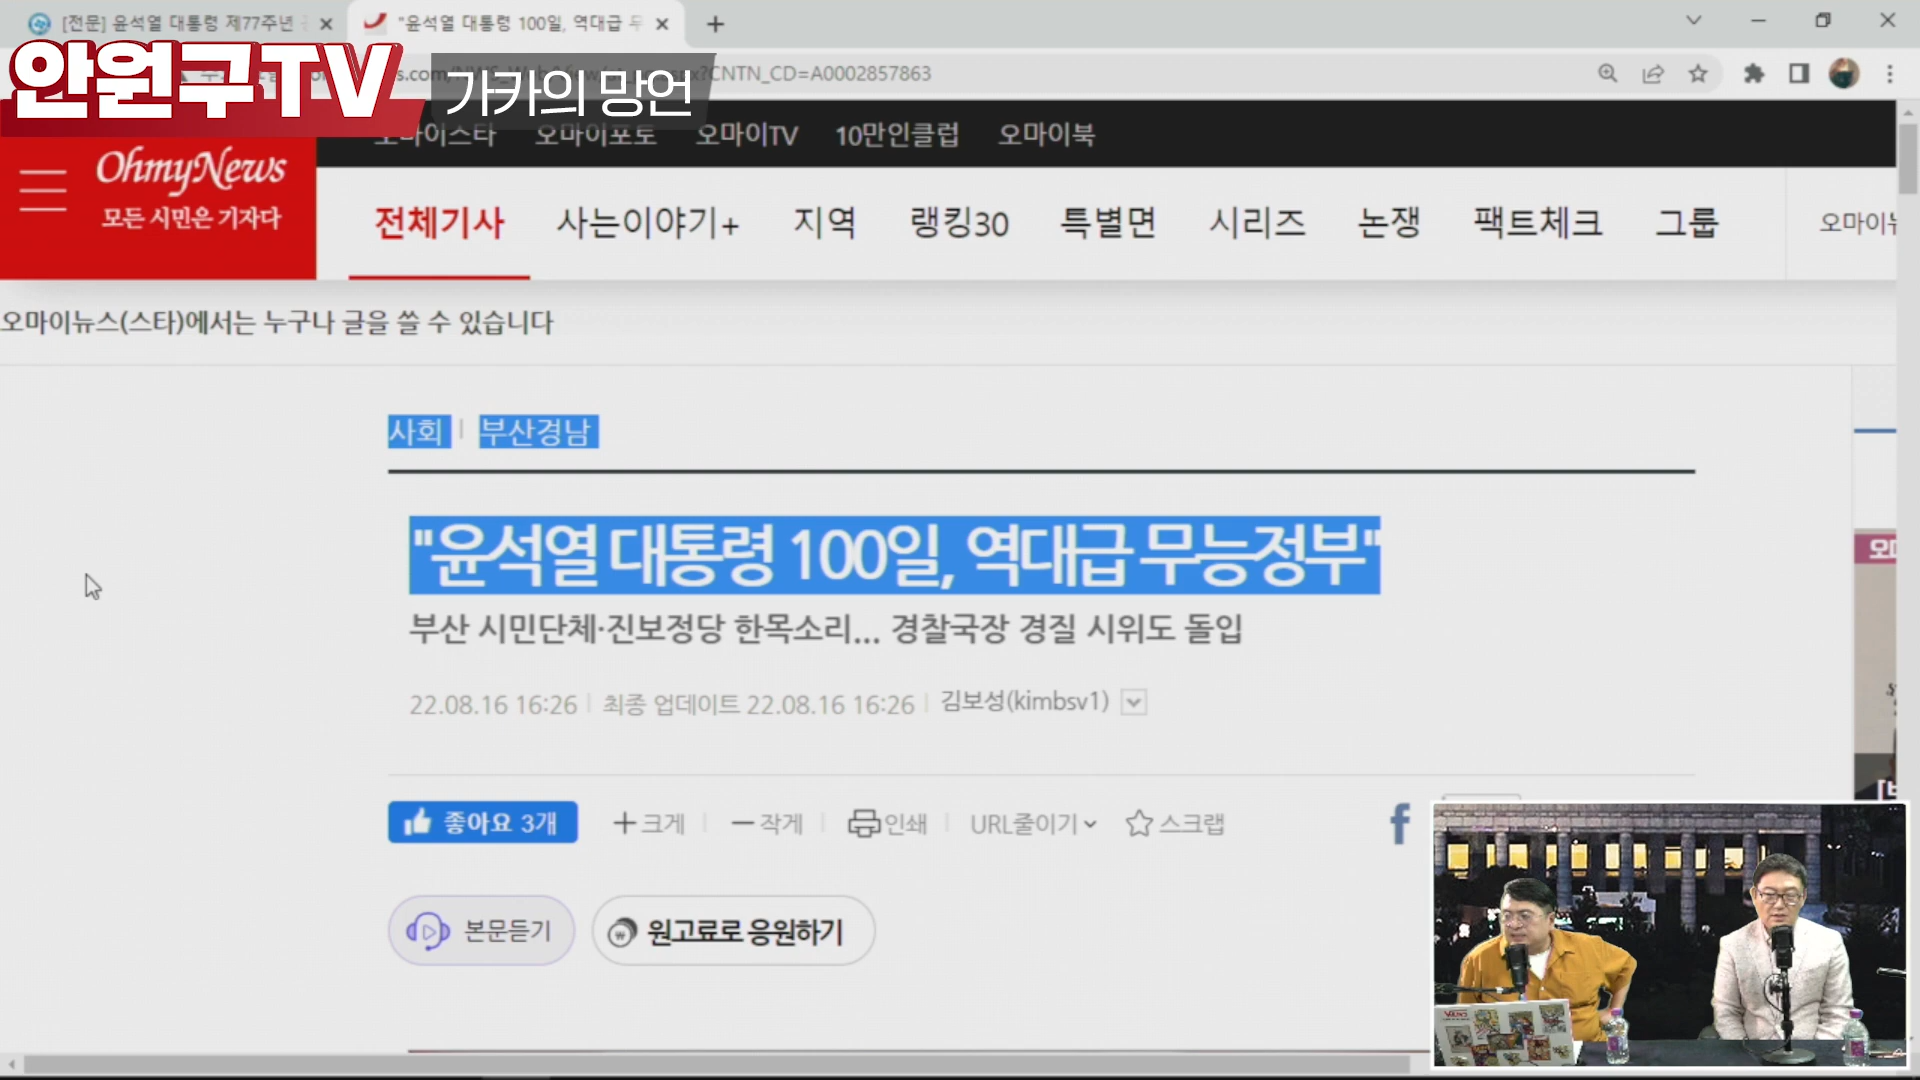 [전문] 윤석열 대통령 제77주년
"윤석열 대통령 100일, 역대급 무
안원구TV
가카의 망언
CNTN_CD=A0002857863
오마이스타 오마이포토 오마이TV 10만인클럽 오마이북
OhmyNews
모든 시민은 기자다
전체기사 사는이야기+ 지역 랭킹30 특별면 시리즈 논쟁 팩트체크 그룹
오마이뉴스(스타)에서는 누구나 글을 쓸 수 있습니다
사회 부산경남
"윤석열 대통령 100일, 역대급 무능정부"
부산 시민단체·진보정당 한목소리... 경찰국장 경질 시위도 돌입
22.08.16 16:26 최종 업데이트 22.08.16 16:26 김보성(kimbsv1)
좋아요 3개 +크게 −작게 인쇄 URL줄이기 스크랩
본문듣기 원고료로 응원하기